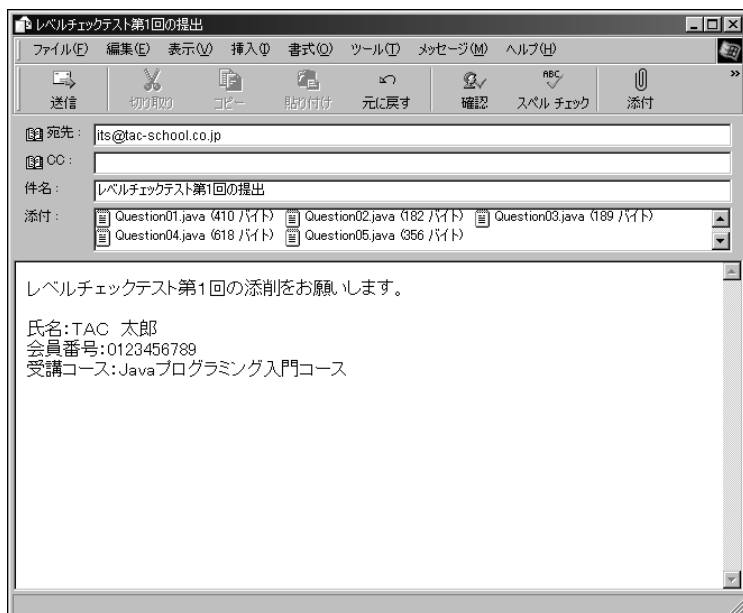 レベルチェックテスト第1回の提出
ファイル(F) 編集(E) 表示(V) 挿入(I) 書式(O) ツール(T) メッセージ(M) ヘルプ(H)
送信 切り取り コピー 貼り付け 元に戻す ABC 確認 スペル チェック 添付 »
宛先: its@tac-school.co.jp
CC:
件名: レベルチェックテスト第1回の提出
添付: Question01.java (410 バイト) Question02.java (182 バイト) Question03.java (189 バイト)
Question04.java (618 バイト) Question05.java (356 バイト)
レベルチェックテスト第1回の添削をお願いします。
氏名:TAC 太郎
会員番号:0123456789
受講コース:Javaプログラミング入門コース